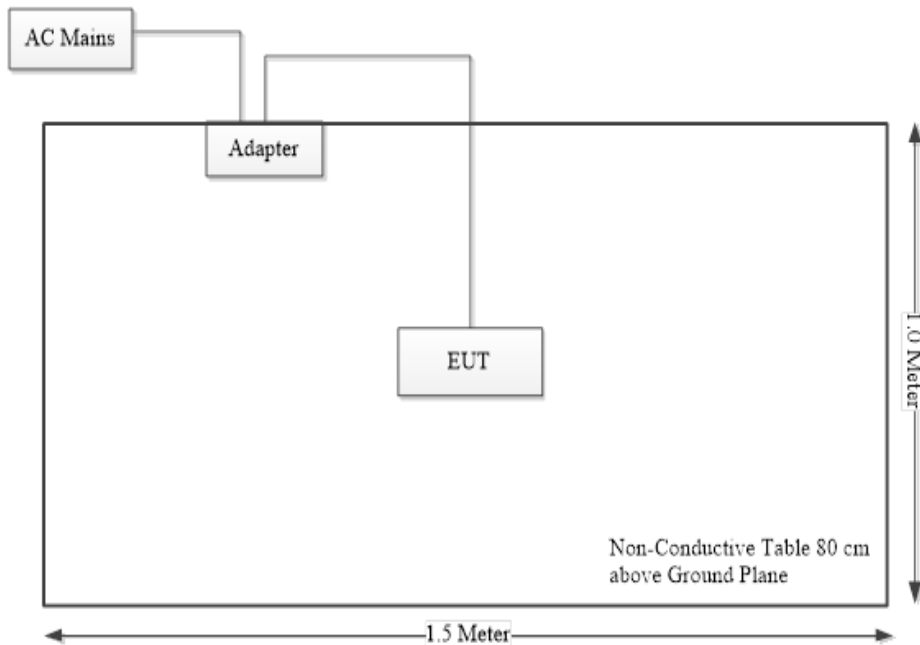 AC Mains
Adapter
EUT
1.0 Meter
Non-Conductive Table 80 cm
above Ground Plane
1.5 Meter